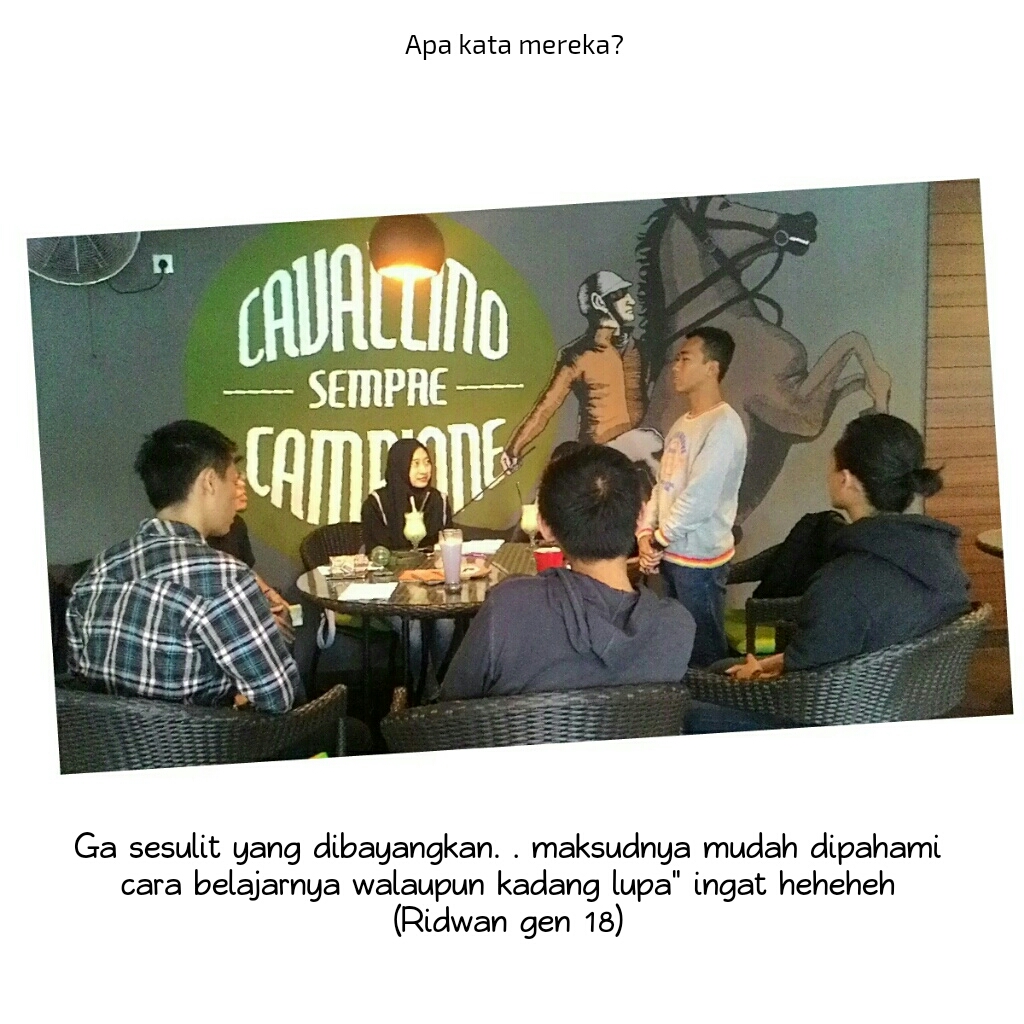 Apa kata mereka?
CAVALLINO
SEMPRE
CAMPIONE
Ga sesulit yang dibayangkan. . maksudnya mudah dipahami
cara belajarnya walaupun kadang lupa" ingat heheheh
(Ridwan gen 18)